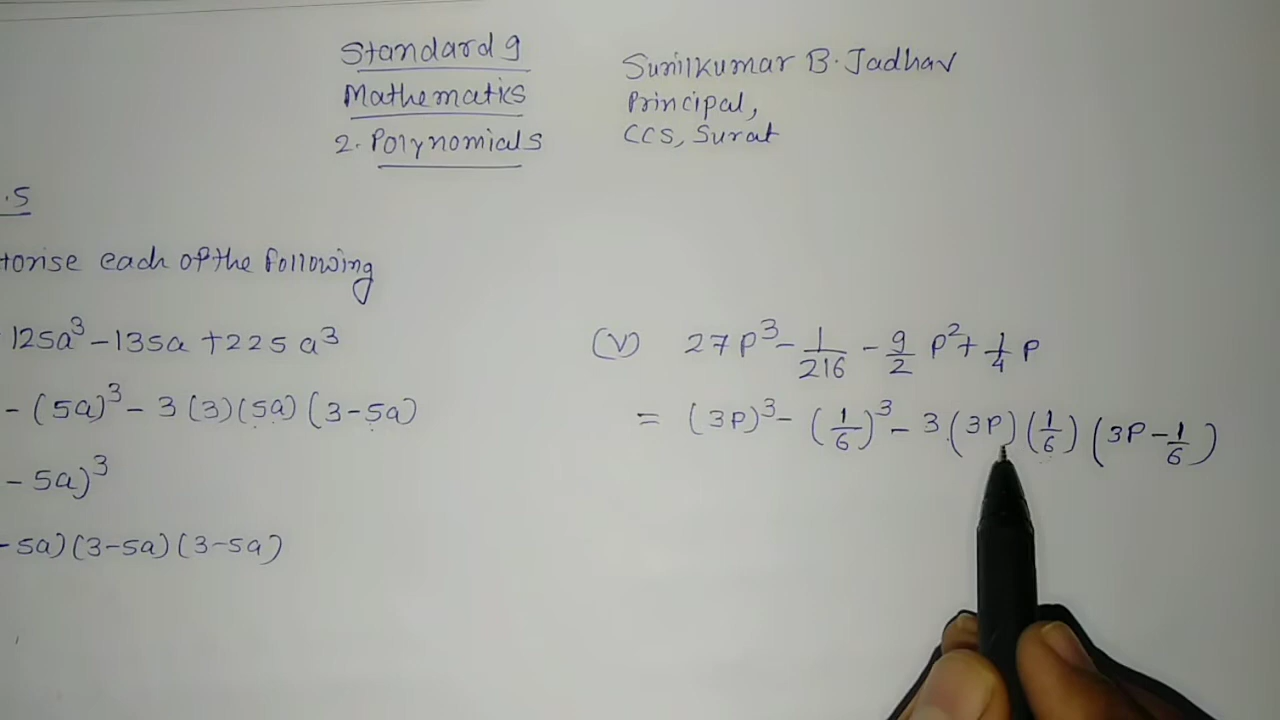 Standard 9
Mathematics
2. Polynomials
Sunilkumar B. Jadhav
Principal,
CCS, Surat
.5
torise each of the following
125a³ - 135a + 225a³
- (5a)³ - 3(3)(5a)(3-5a)
- 5a)³
- 5a)(3-5a)(3-5a)
(V) 27P³ - 1/216 - 9/2 P² + 1/4 P
= (3P)³ - (1/6)³ - 3(3P)(1/6)(3P - 1/6)